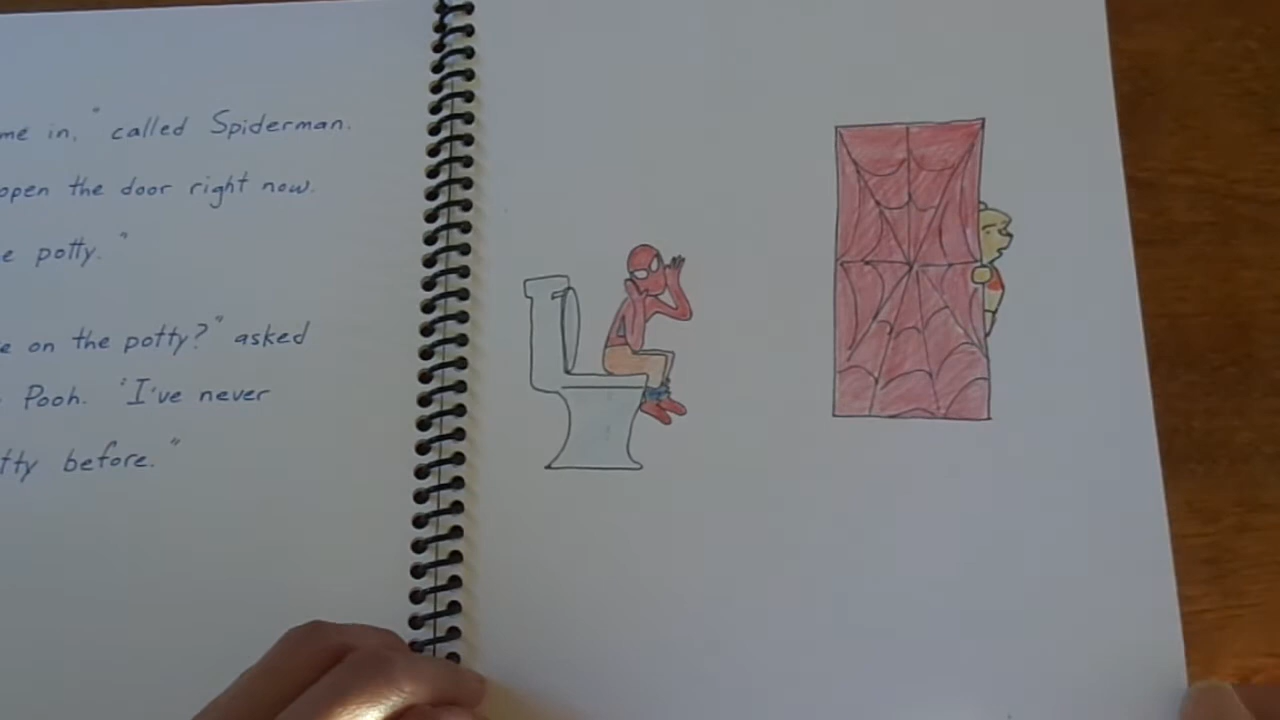 me in," called Spiderman.
open the door right now.
e potty."
e on the potty?" asked
Pooh. "I've never
tty before."